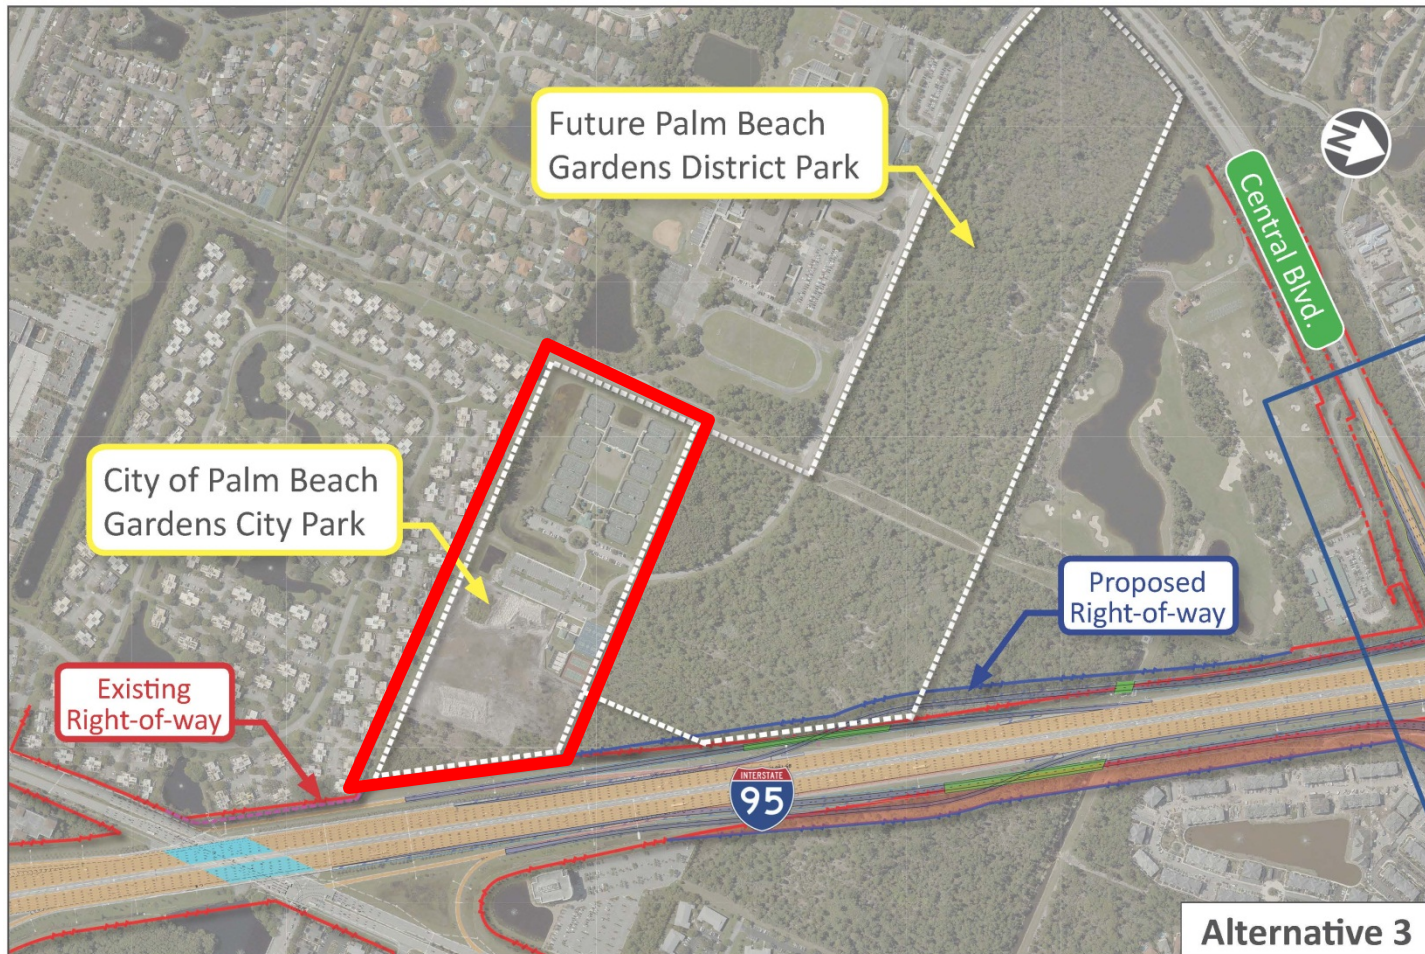 Future Palm Beach
Gardens District Park
N
Central Blvd.
City of Palm Beach
Gardens City Park
Proposed
Right-of-way
Existing
Right-of-way
INTERSTATE
95
Alternative 3